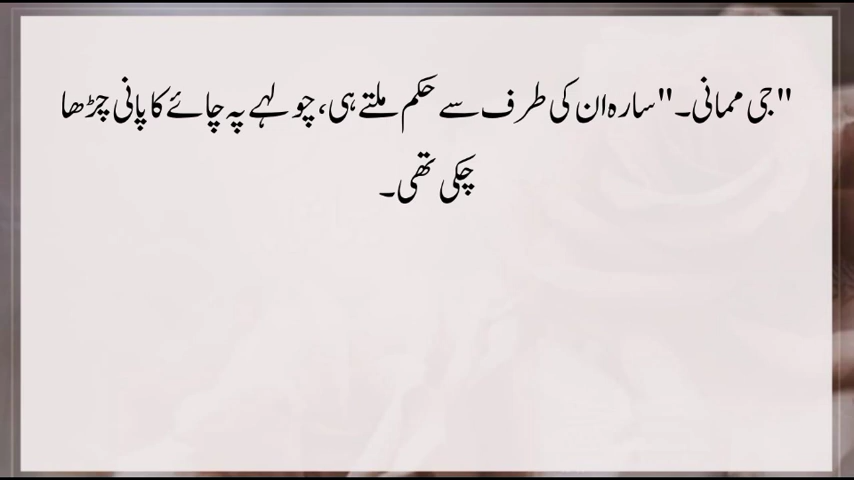 "جی ممانی۔" سارہ ان کی طرف سے حکم ملتے ہی، چولہے پہ چائے کا پانی چڑھا
چکی تھی۔